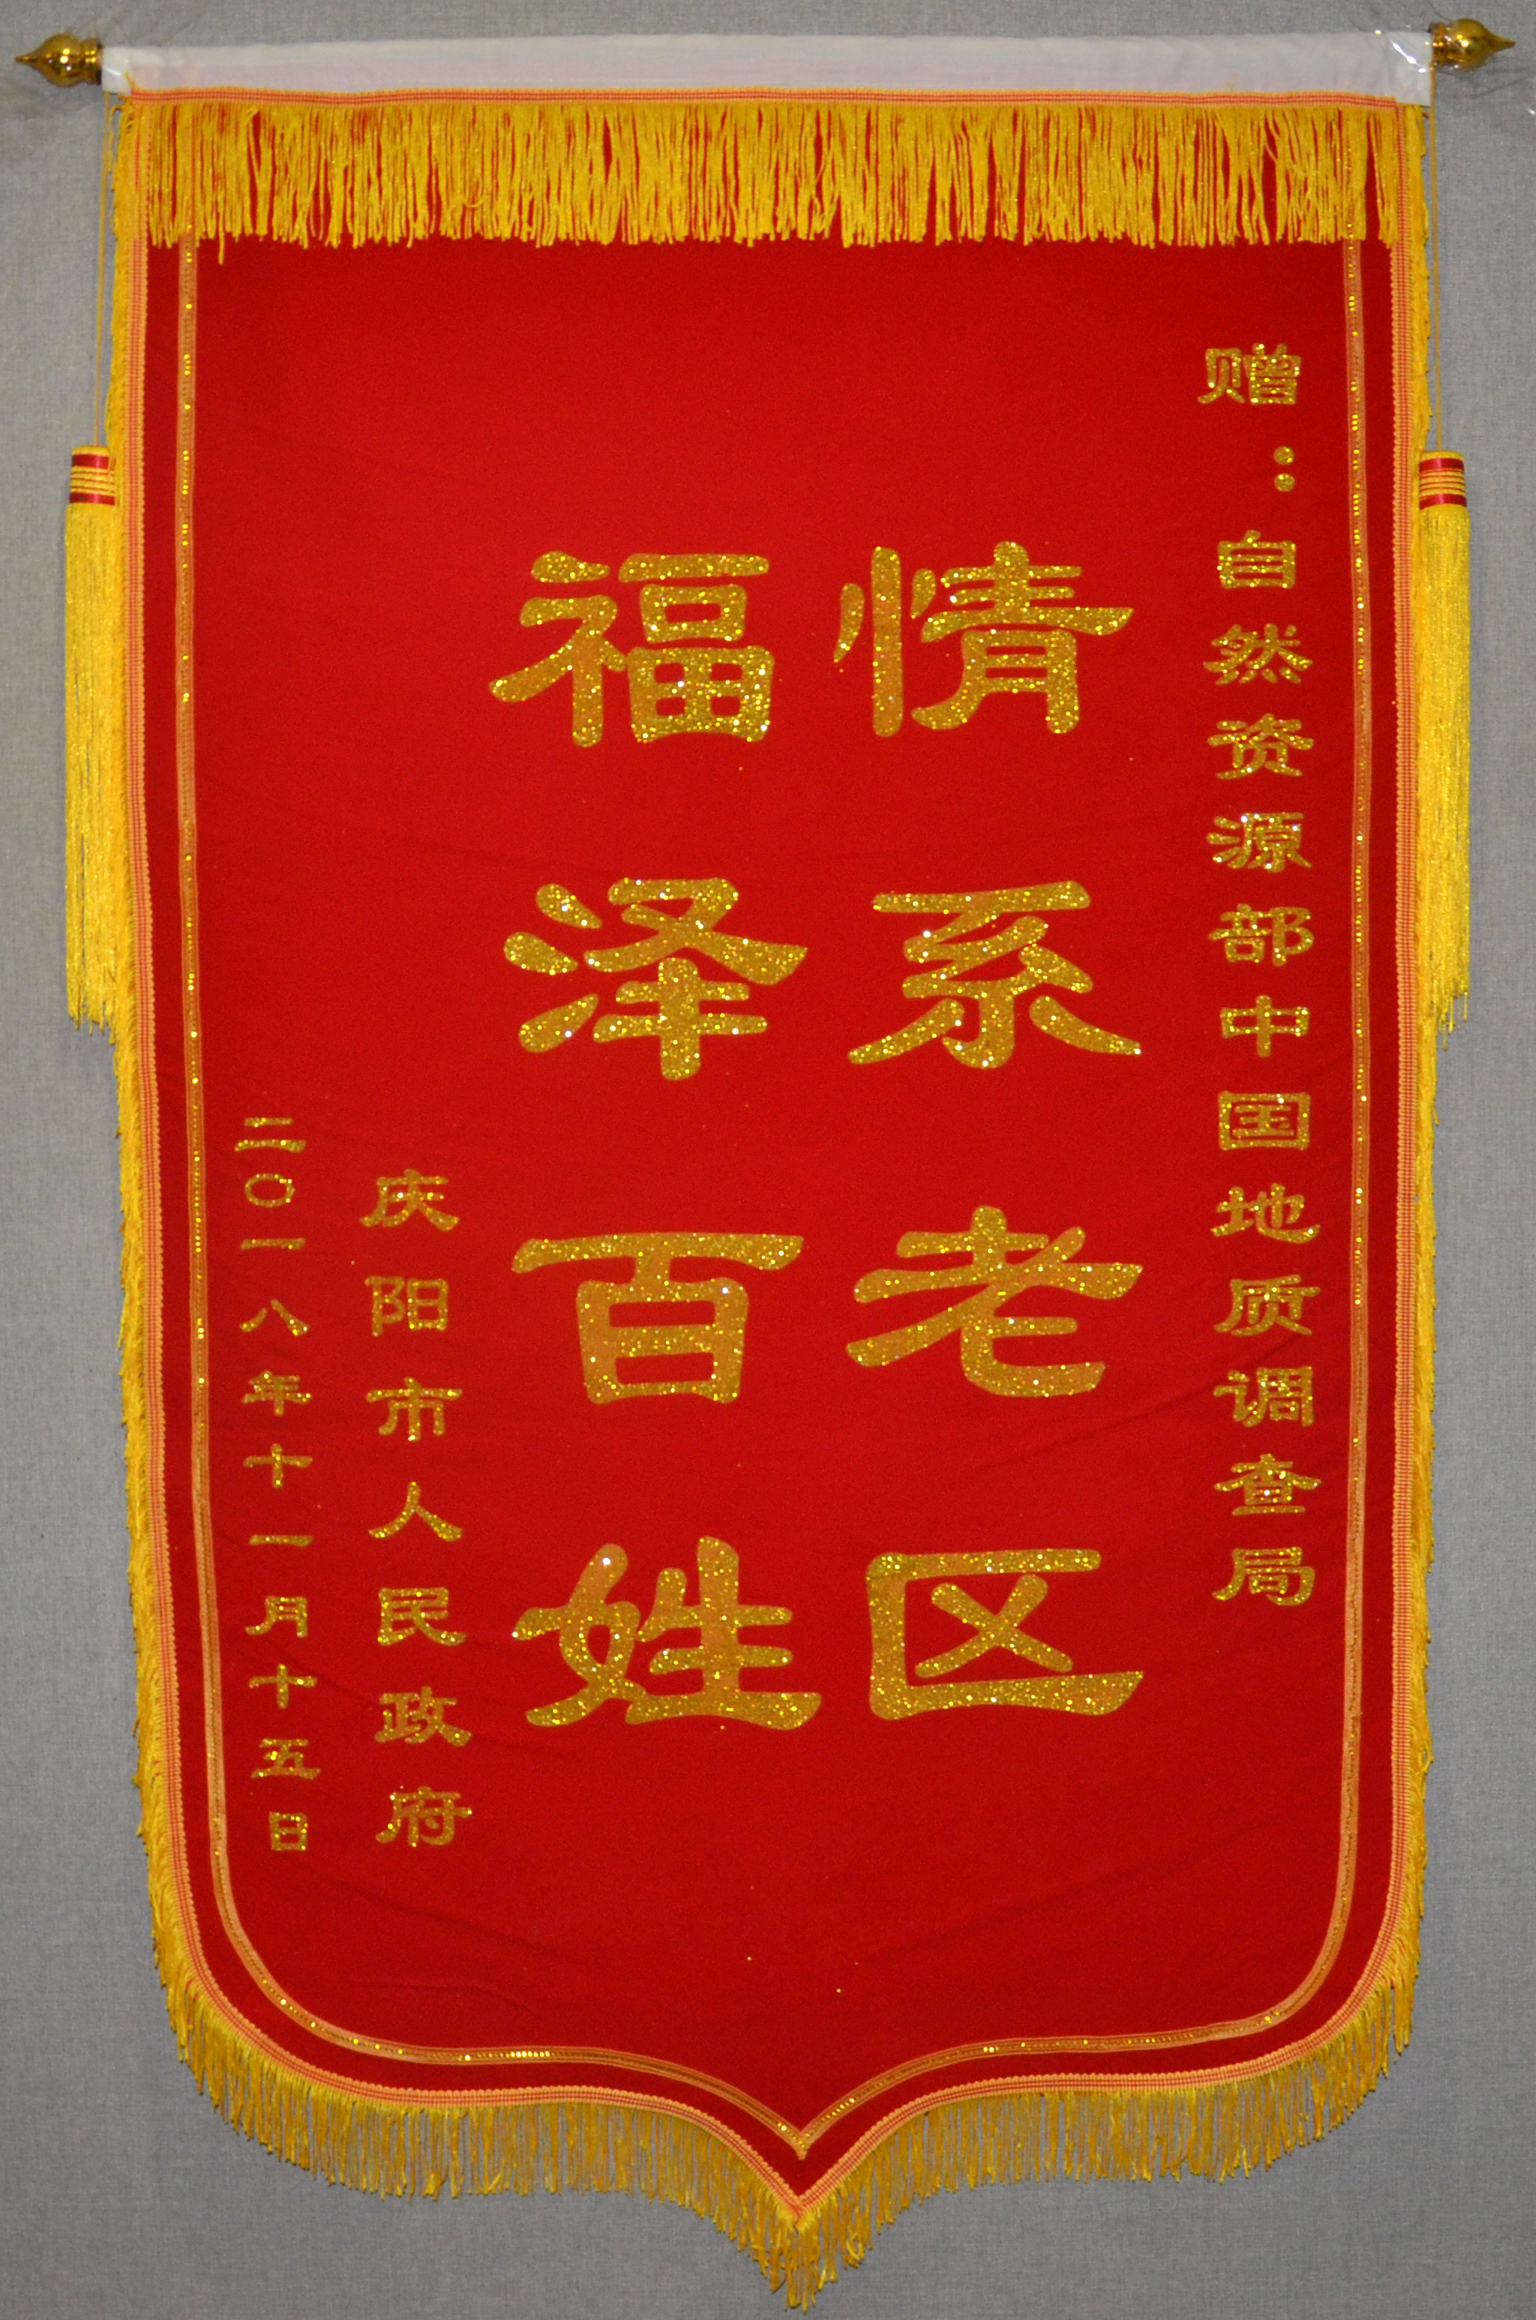 赠：自然资源部中国地质调查局
情系老区
福泽百姓
庆阳市人民政府
二〇一八年十一月十五日